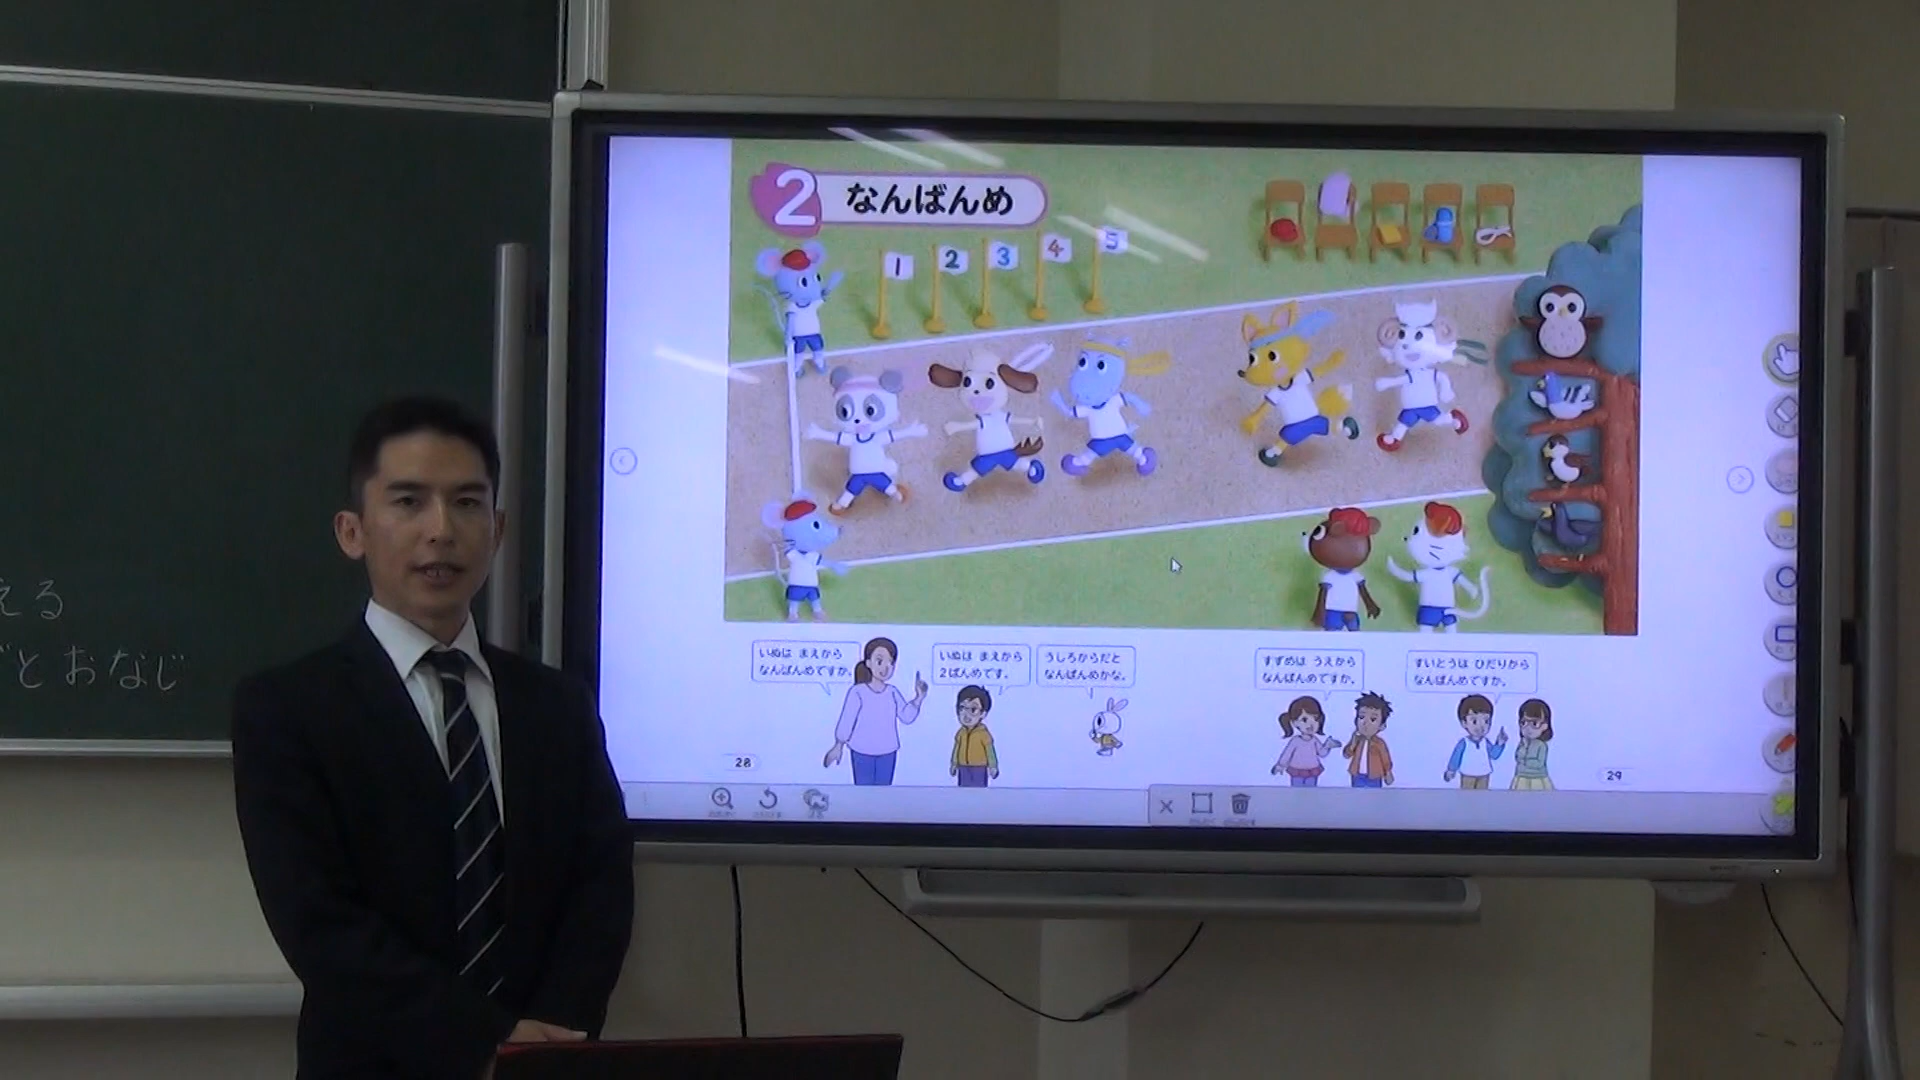 える
とおなじ
2 なんばんめ
1 2 3 4 5
いぬは まえから
なんばんめですか。
いぬは まえから
2ばんめです。
うしろからだと
なんばんめかな。
すずめは うえから
なんばんめですか。
すいとうは ひだりから
なんばんめですか。
28
29